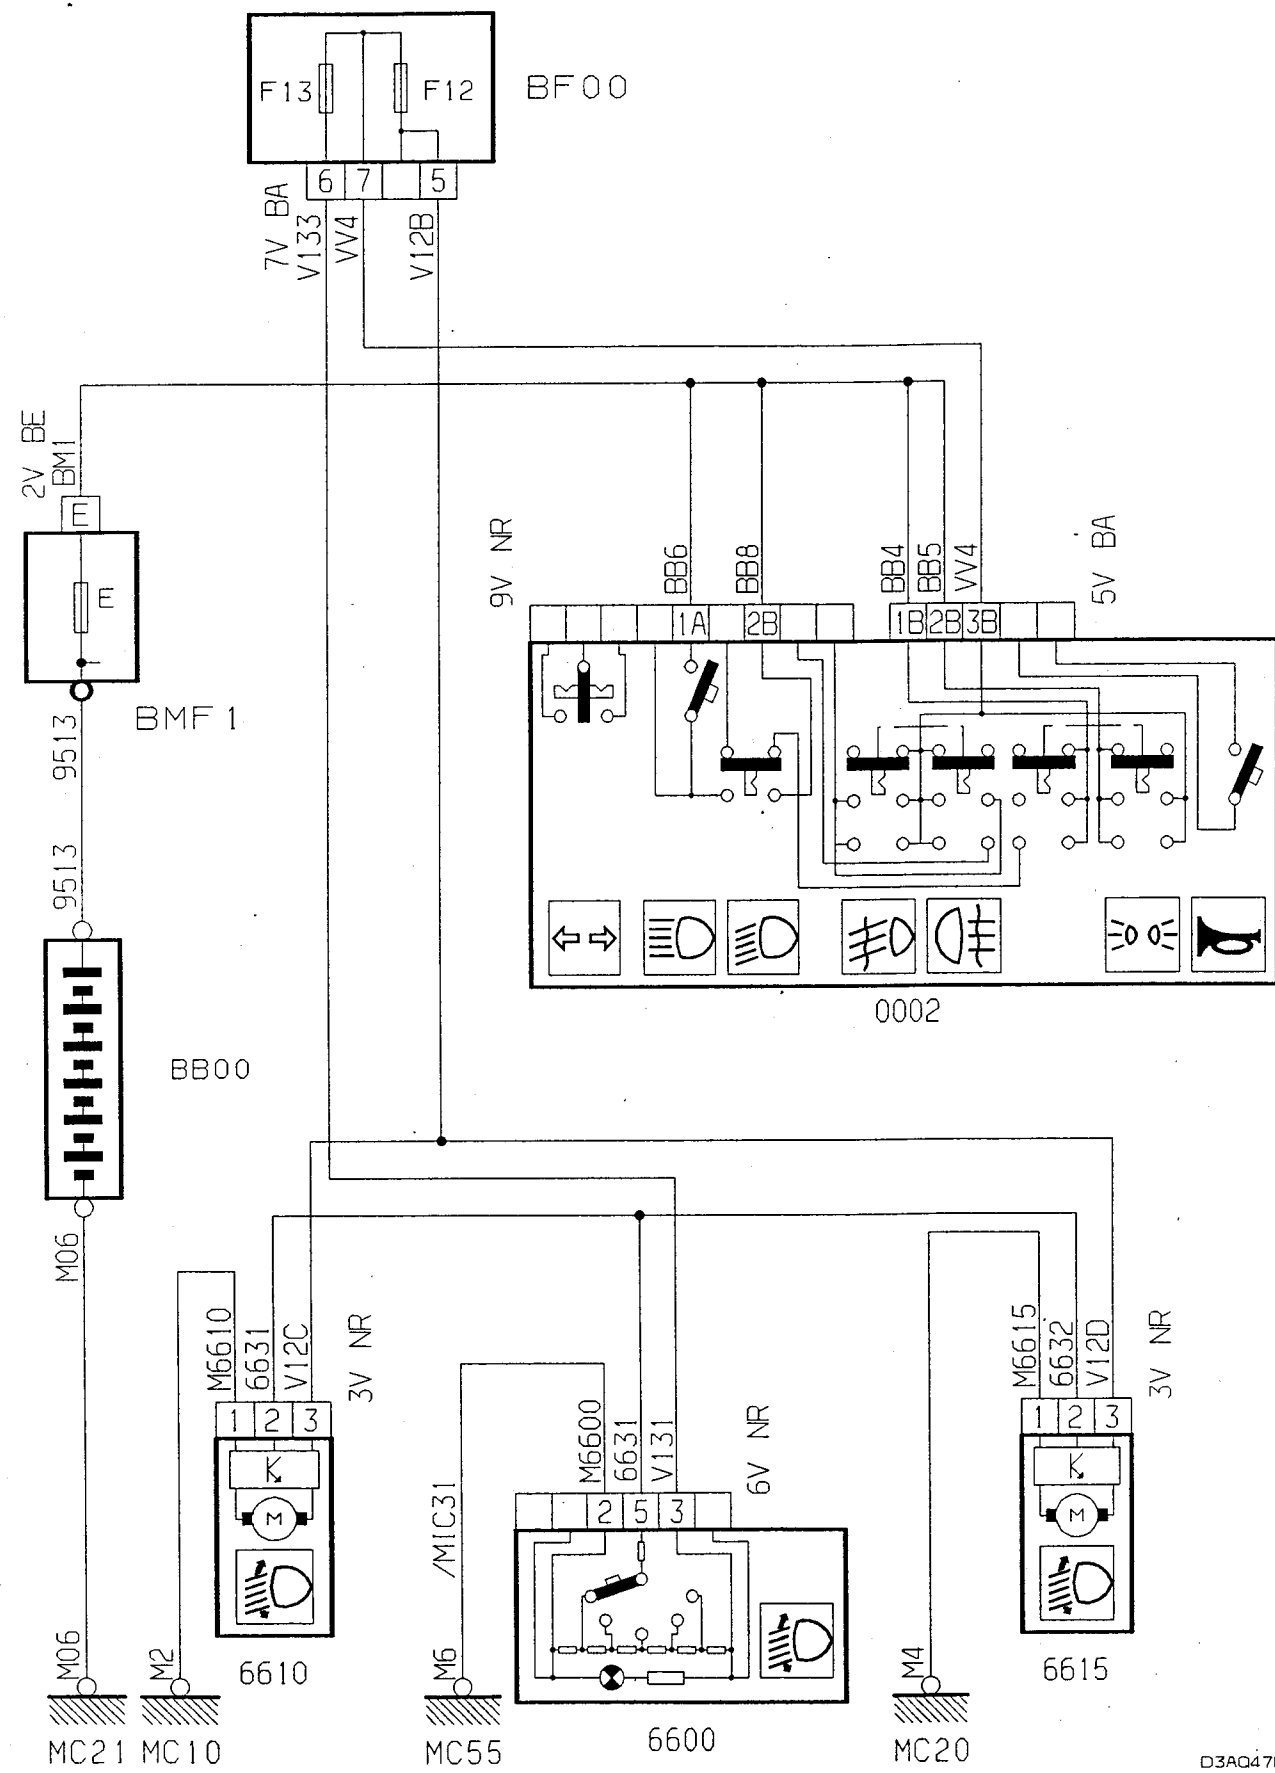 F13
F12
BF00
6
7
5
7V BA
V133
VV4
V12B
2V BE
BM1
E
E
BMF1
9513
9513
BB00
M06
M06
MC21
9V NR
BB6
BB8
BB4
BB5
VV4
5V BA
1A
2B
1B
2B
3B
0002
M6610
6631
V12C
3V NR
1
2
3
K
M
6610
M2
MC10
M6600
6631
V131
6V NR
2
5
3
/MIC31
M6
MC55
6600
M6615
6632
V12D
3V NR
1
2
3
K
M
6615
M4
MC20